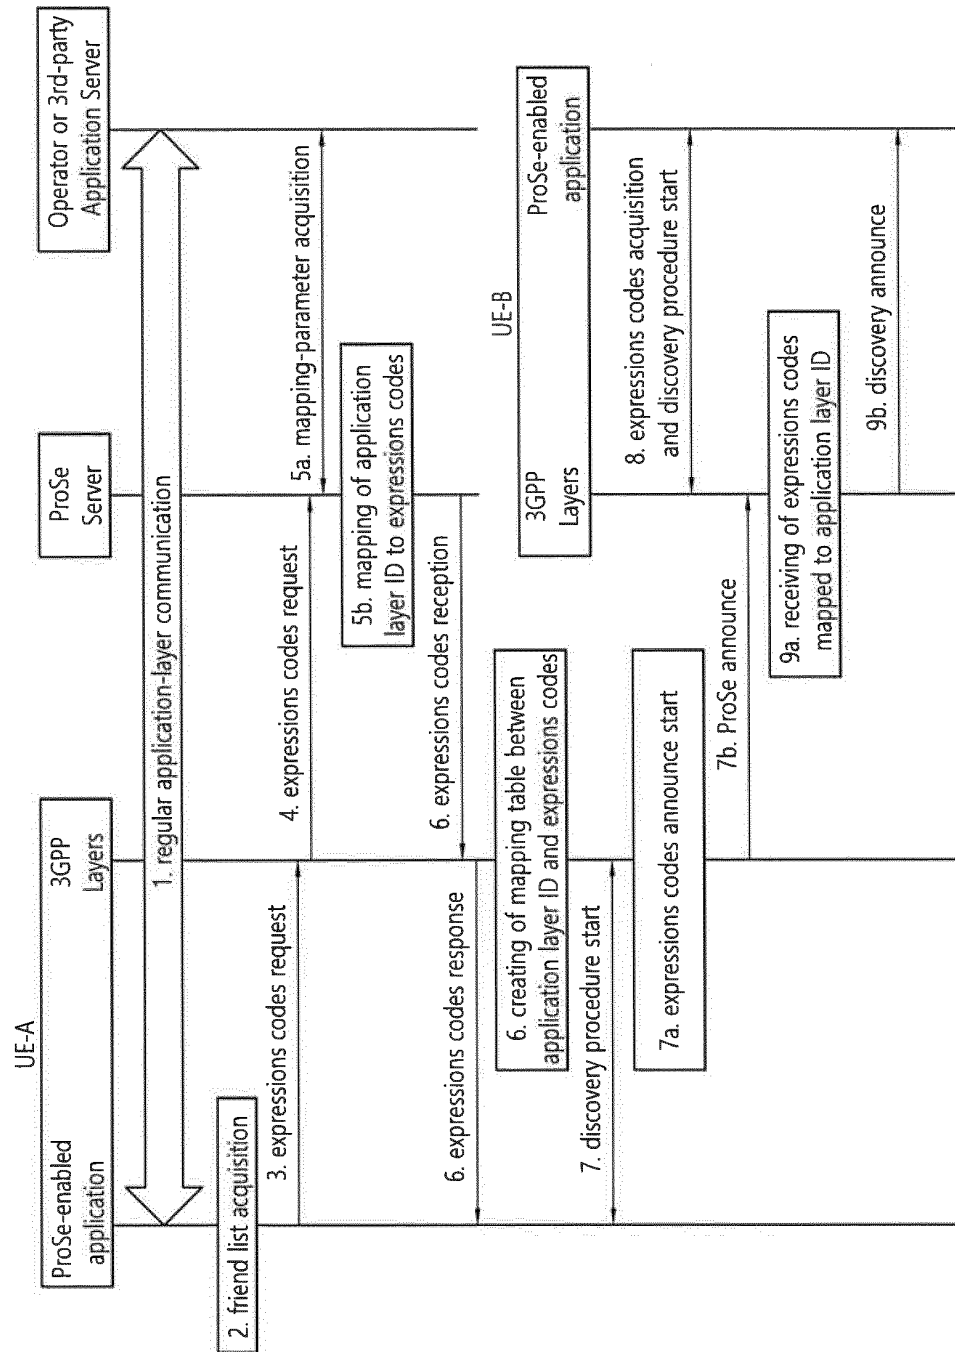 UE-A
ProSe-enabled
application
3GPP
Layers
ProSe
Server
Operator or 3rd-party
Application Server
1. regular application-layer communication
2. friend list acquisition
3. expressions codes request
4. expressions codes request
5a. mapping-parameter acquisition
5b. mapping of application
layer ID to expressions codes
6. expressions codes reception
6. expressions codes response
6. creating of mapping table between
application layer ID and expressions codes
UE-B
3GPP
Layers
ProSe-enabled
application
7. discovery procedure start
7a. expressions codes announce start
7b. ProSe announce
8. expressions codes acquisition
and discovery procedure start
9a. receiving of expressions codes
mapped to application layer ID
9b. discovery announce